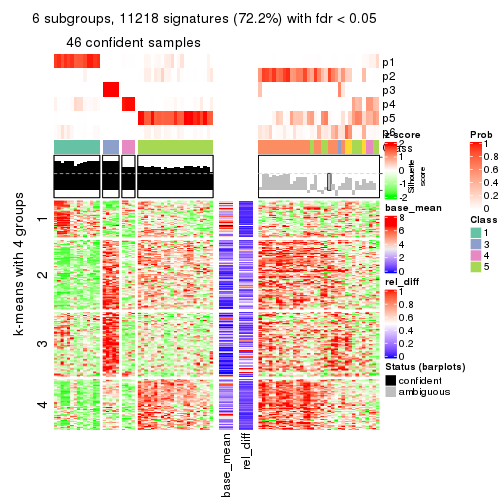 6 subgroups, 11218 signatures (72.2%) with fdr < 0.05
46 confident samples
p1
p2
p3
p4
p5
p6
Class
Silhouette
score
k-means with 4 groups
1
2
3
4
base_mean
rel_diff
z-score
2
1
0
-1
-2
base_mean
8
6
4
2
0
rel_diff
1
0.8
0.6
0.4
0.2
0
Status (barplots)
confident
ambiguous
Prob
1
0.8
0.6
0.4
0.2
0
Class
1
3
4
5